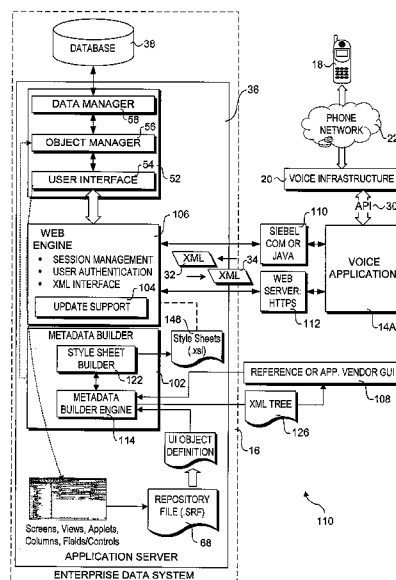 DATABASE
38
DATA MANAGER
58
36
OBJECT MANAGER
56
USER INTERFACE
54
52
18
PHONE
NETWORK
22
20
VOICE INFRASTRUCTURE
API
30
106
WEB
ENGINE
• SESSION MANAGEMENT
• USER AUTHENTICATION
• XML INTERFACE
104
UPDATE SUPPORT
110
SIEBEL
COM OR
JAVA
XML
34
32
XML
WEB
SERVER:
HTTPS
112
VOICE
APPLICATION
14A
148
METADATA BUILDER
Style Sheets
(.xsl)
STYLE SHEET
BUILDER
122
102
METADATA
BUILDER ENGINE
114
REFERENCE OR APP. VENDOR GUI
108
XML TREE
126
UI OBJECT
DEFINITION
16
REPOSITORY
FILE (.SRF)
68
Screens, Views, Applets,
Columns, Fields/Controls
110
APPLICATION SERVER
ENTERPRISE DATA SYSTEM